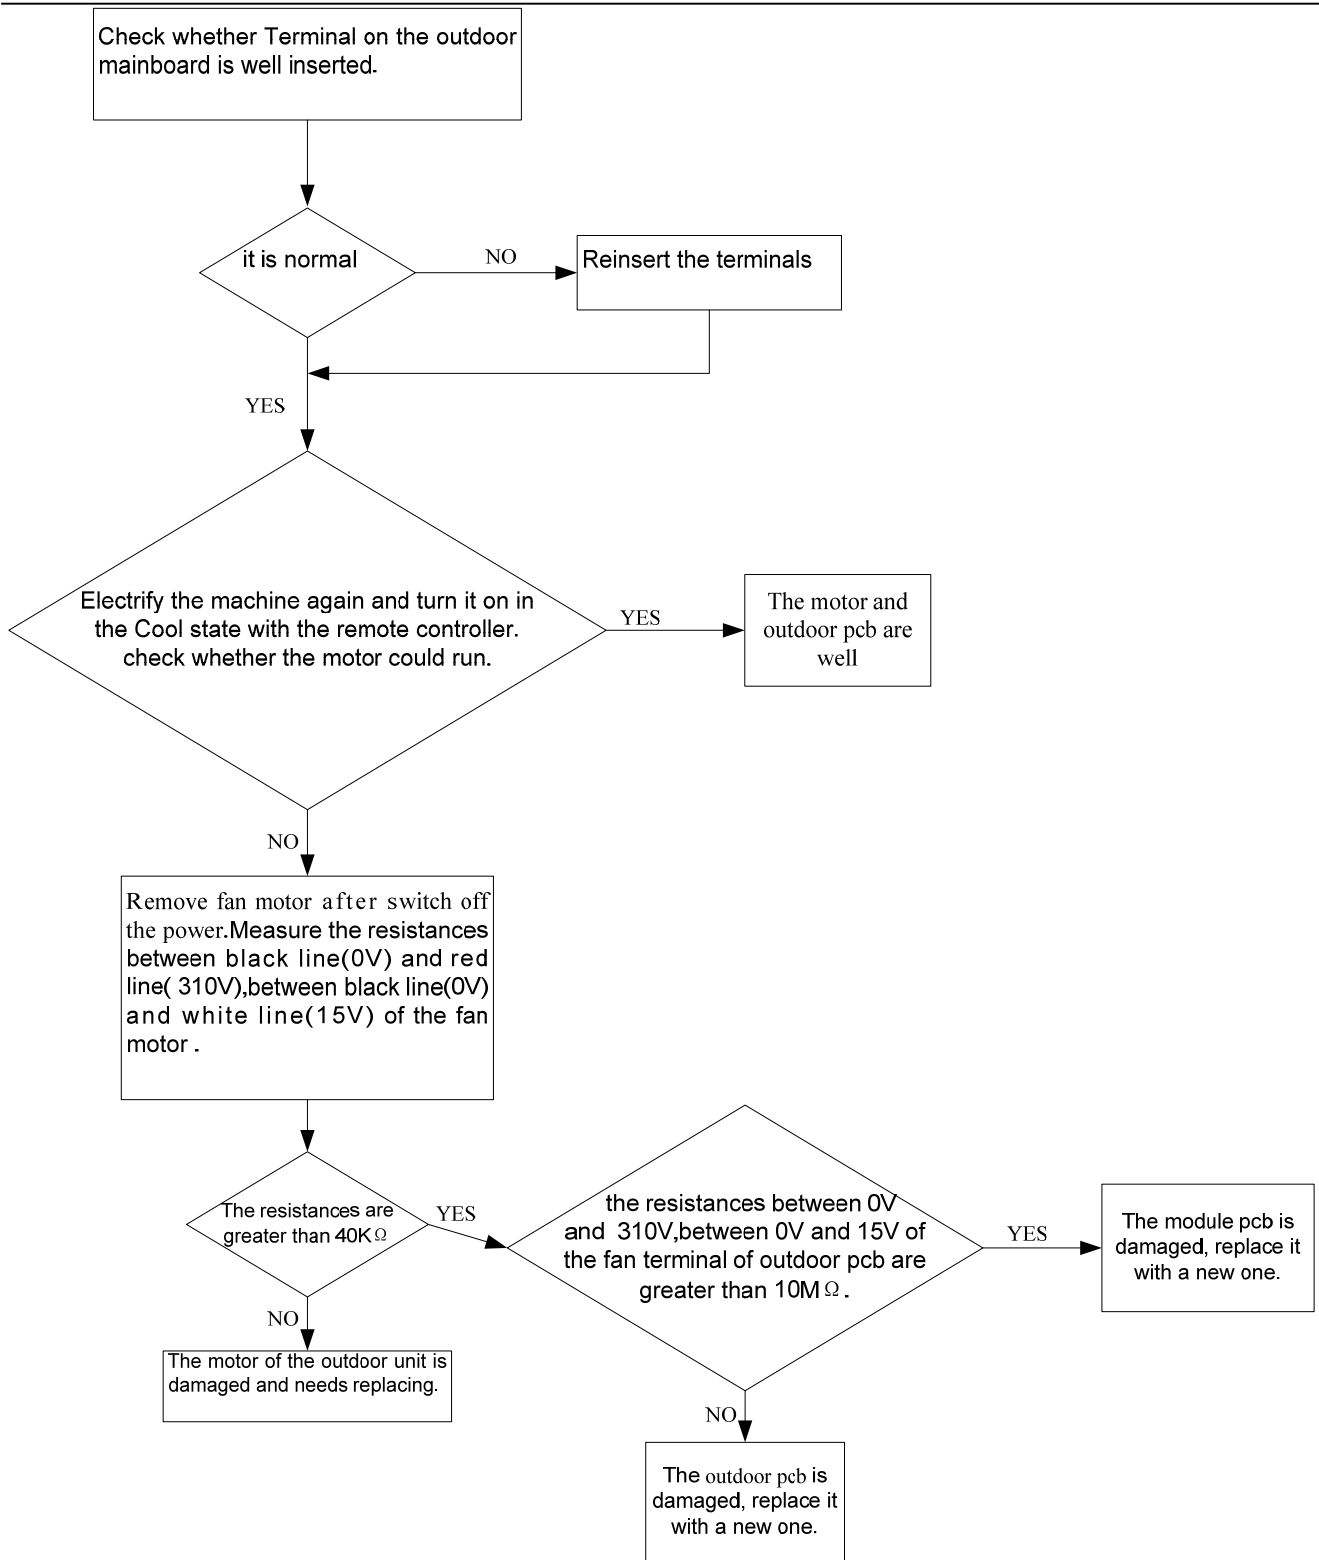 Check whether Terminal on the outdoor
mainboard is well inserted.
it is normal
NO
Reinsert the terminals
YES
Electrify the machine again and turn it on in
the Cool state with the remote controller.
check whether the motor could run.
YES
The motor and
outdoor pcb are
well
NO
Remove fan motor after switch off
the power.Measure the resistances
between black line(0V) and red
line( 310V),between black line(0V)
and white line(15V) of the fan
motor .
The resistances are
greater than 40KΩ
YES
the resistances between 0V
and 310V,between 0V and 15V of
the fan terminal of outdoor pcb are
greater than 10MΩ.
YES
The module pcb is
damaged, replace it
with a new one.
NO
The motor of the outdoor unit is
damaged and needs replacing.
NO
The outdoor pcb is
damaged, replace it
with a new one.